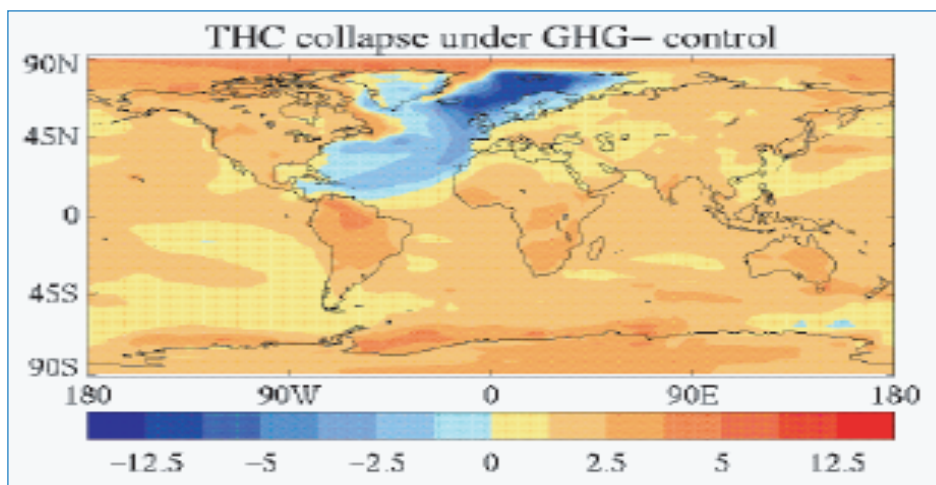 THC collapse under GHG− control
90N
45N
0
45S
90S
180 90W 0 90E 180
−12.5 −5 −2.5 0 2.5 5 12.5